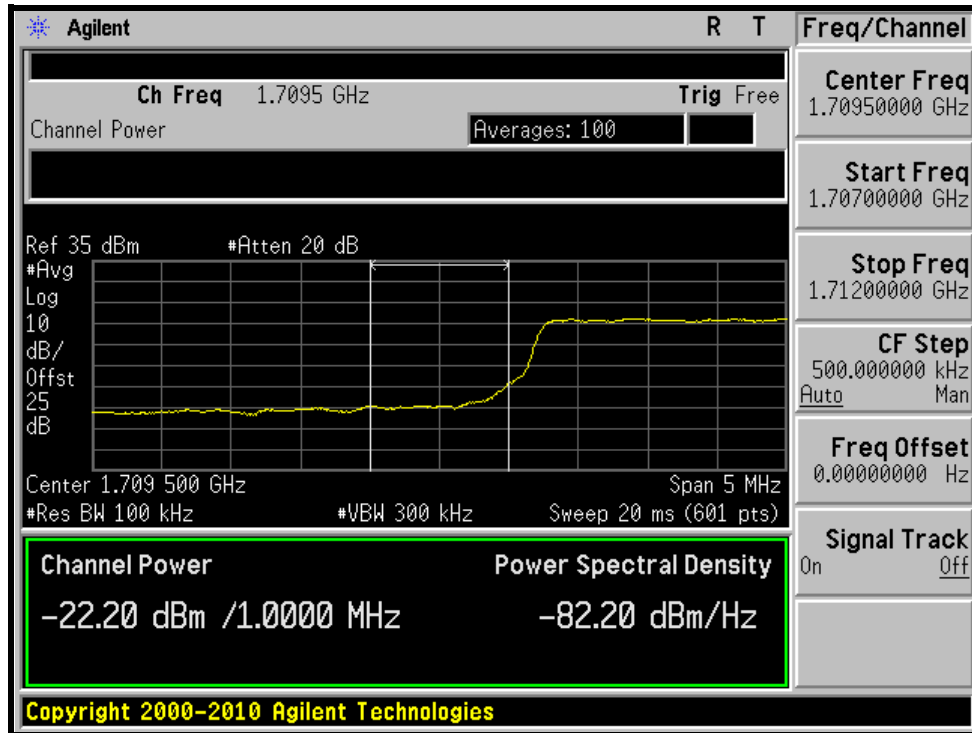 Agilent R T Freq/Channel
Ch Freq 1.7095 GHz Trig Free
Channel Power Averages: 100
Ref 35 dBm #Atten 20 dB
#Avg
Log
10
dB/
Offst
25
dB
Center 1.709 500 GHz Span 5 MHz
#Res BW 100 kHz #VBW 300 kHz Sweep 20 ms (601 pts)
Channel Power Power Spectral Density
-22.20 dBm /1.0000 MHz -82.20 dBm/Hz
Copyright 2000-2010 Agilent Technologies
Center Freq
1.70950000 GHz
Start Freq
1.70700000 GHz
Stop Freq
1.71200000 GHz
CF Step
500.000000 kHz
Auto Man
Freq Offset
0.00000000 Hz
Signal Track
On Off